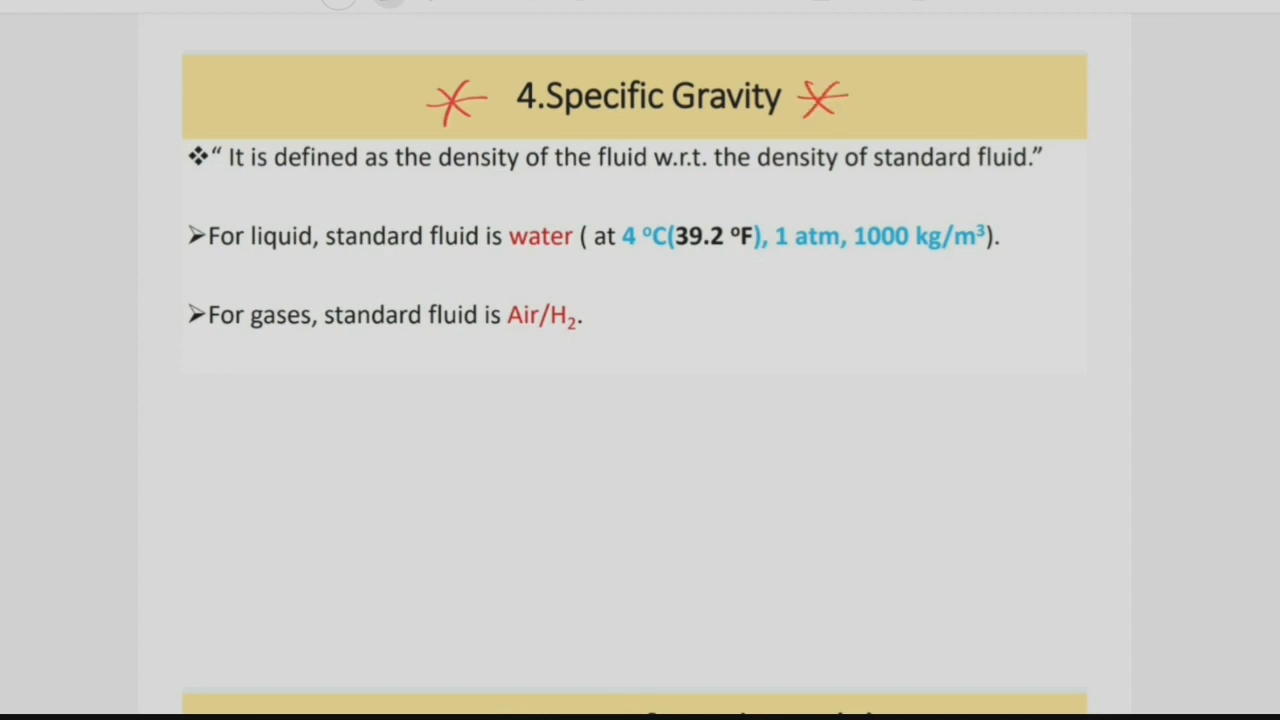 4.Specific Gravity
❖“ It is defined as the density of the fluid w.r.t. the density of standard fluid.”
➢For liquid, standard fluid is water ( at 4 ºC(39.2 ºF), 1 atm, 1000 kg/m³).
➢For gases, standard fluid is Air/H₂.